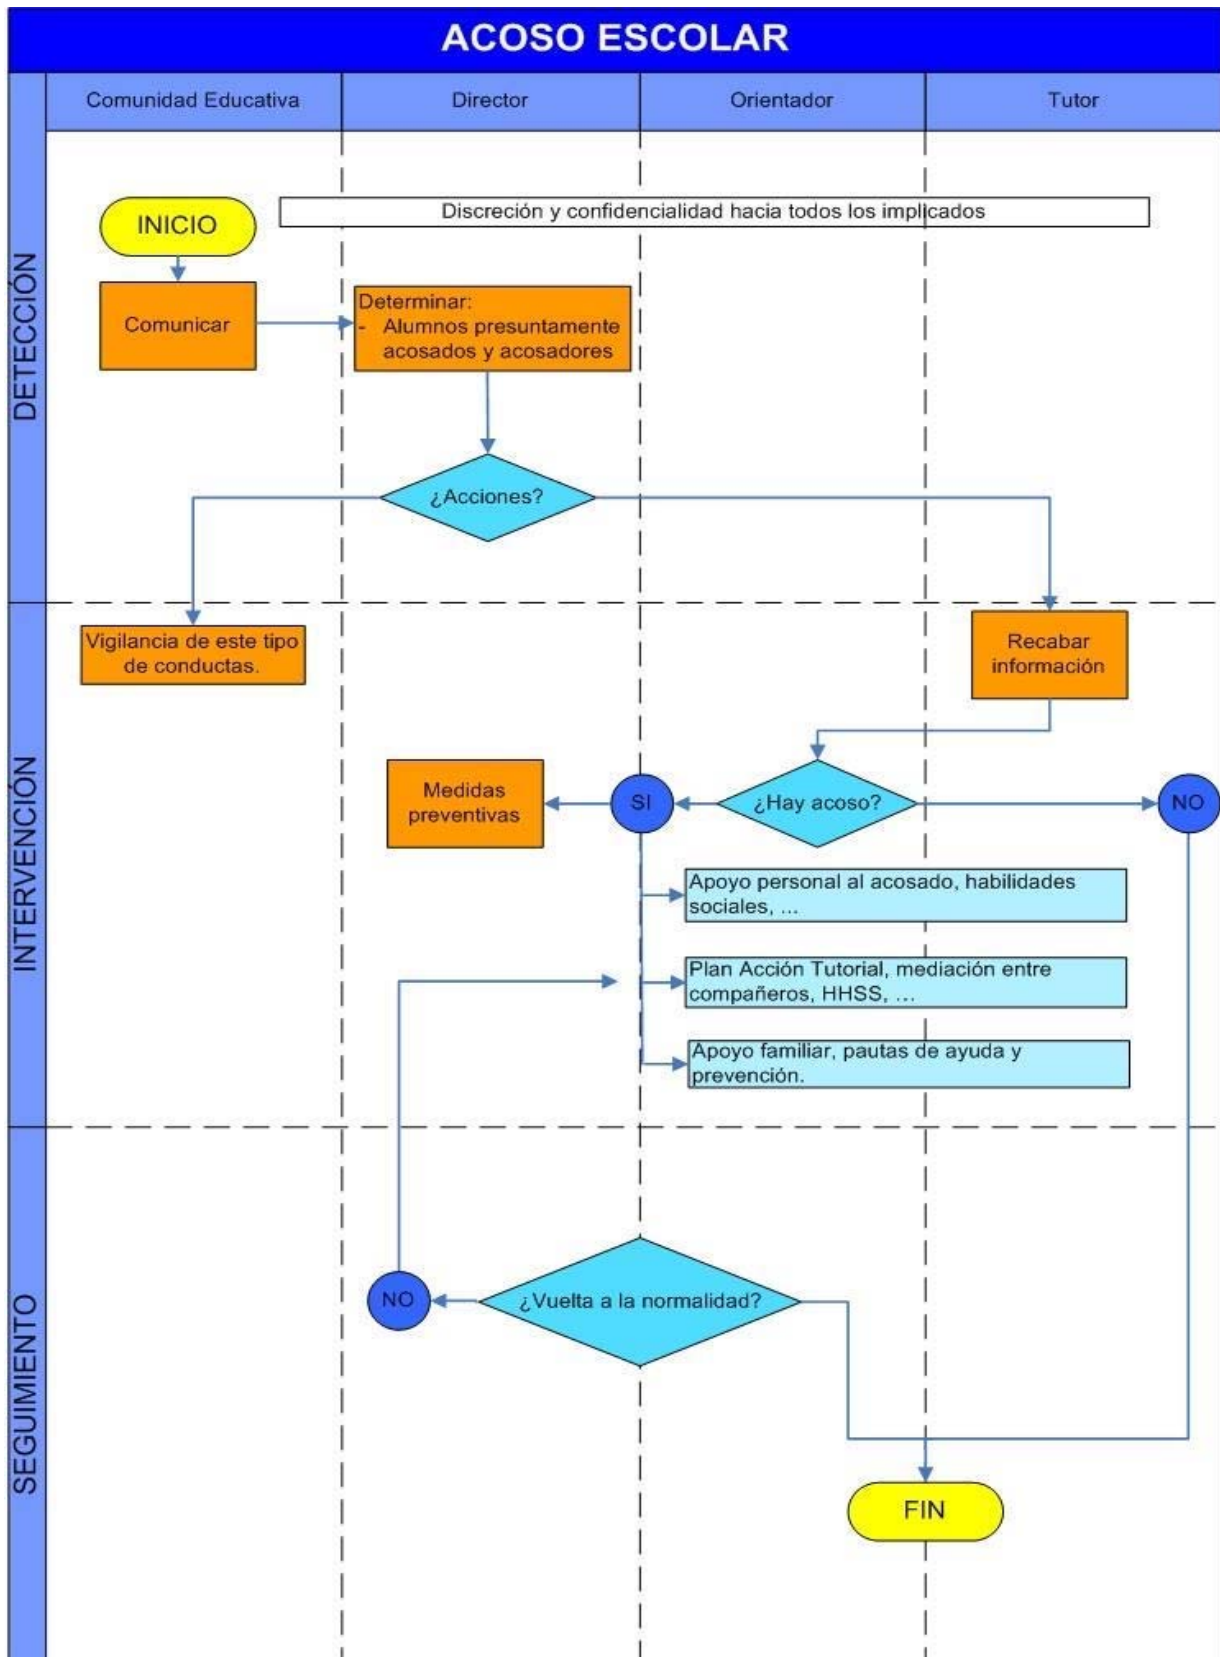 ACOSO ESCOLAR
Comunidad Educativa
Director
Orientador
Tutor
DETECCIÓN
INICIO
Discreción y confidencialidad hacia todos los implicados
Comunicar
Determinar:
- Alumnos presuntamente
acosados y acosadores
¿Acciones?
INTERVENCIÓN
Vigilancia de este tipo
de conductas.
Recabar
información
Medidas
preventivas
SI
¿Hay acoso?
NO
Apoyo personal al acosado, habilidades
sociales, ...
Plan Acción Tutorial, mediación entre
compañeros, HHSS, ...
Apoyo familiar, pautas de ayuda y
prevención.
SEGUIMIENTO
NO
¿Vuelta a la normalidad?
FIN